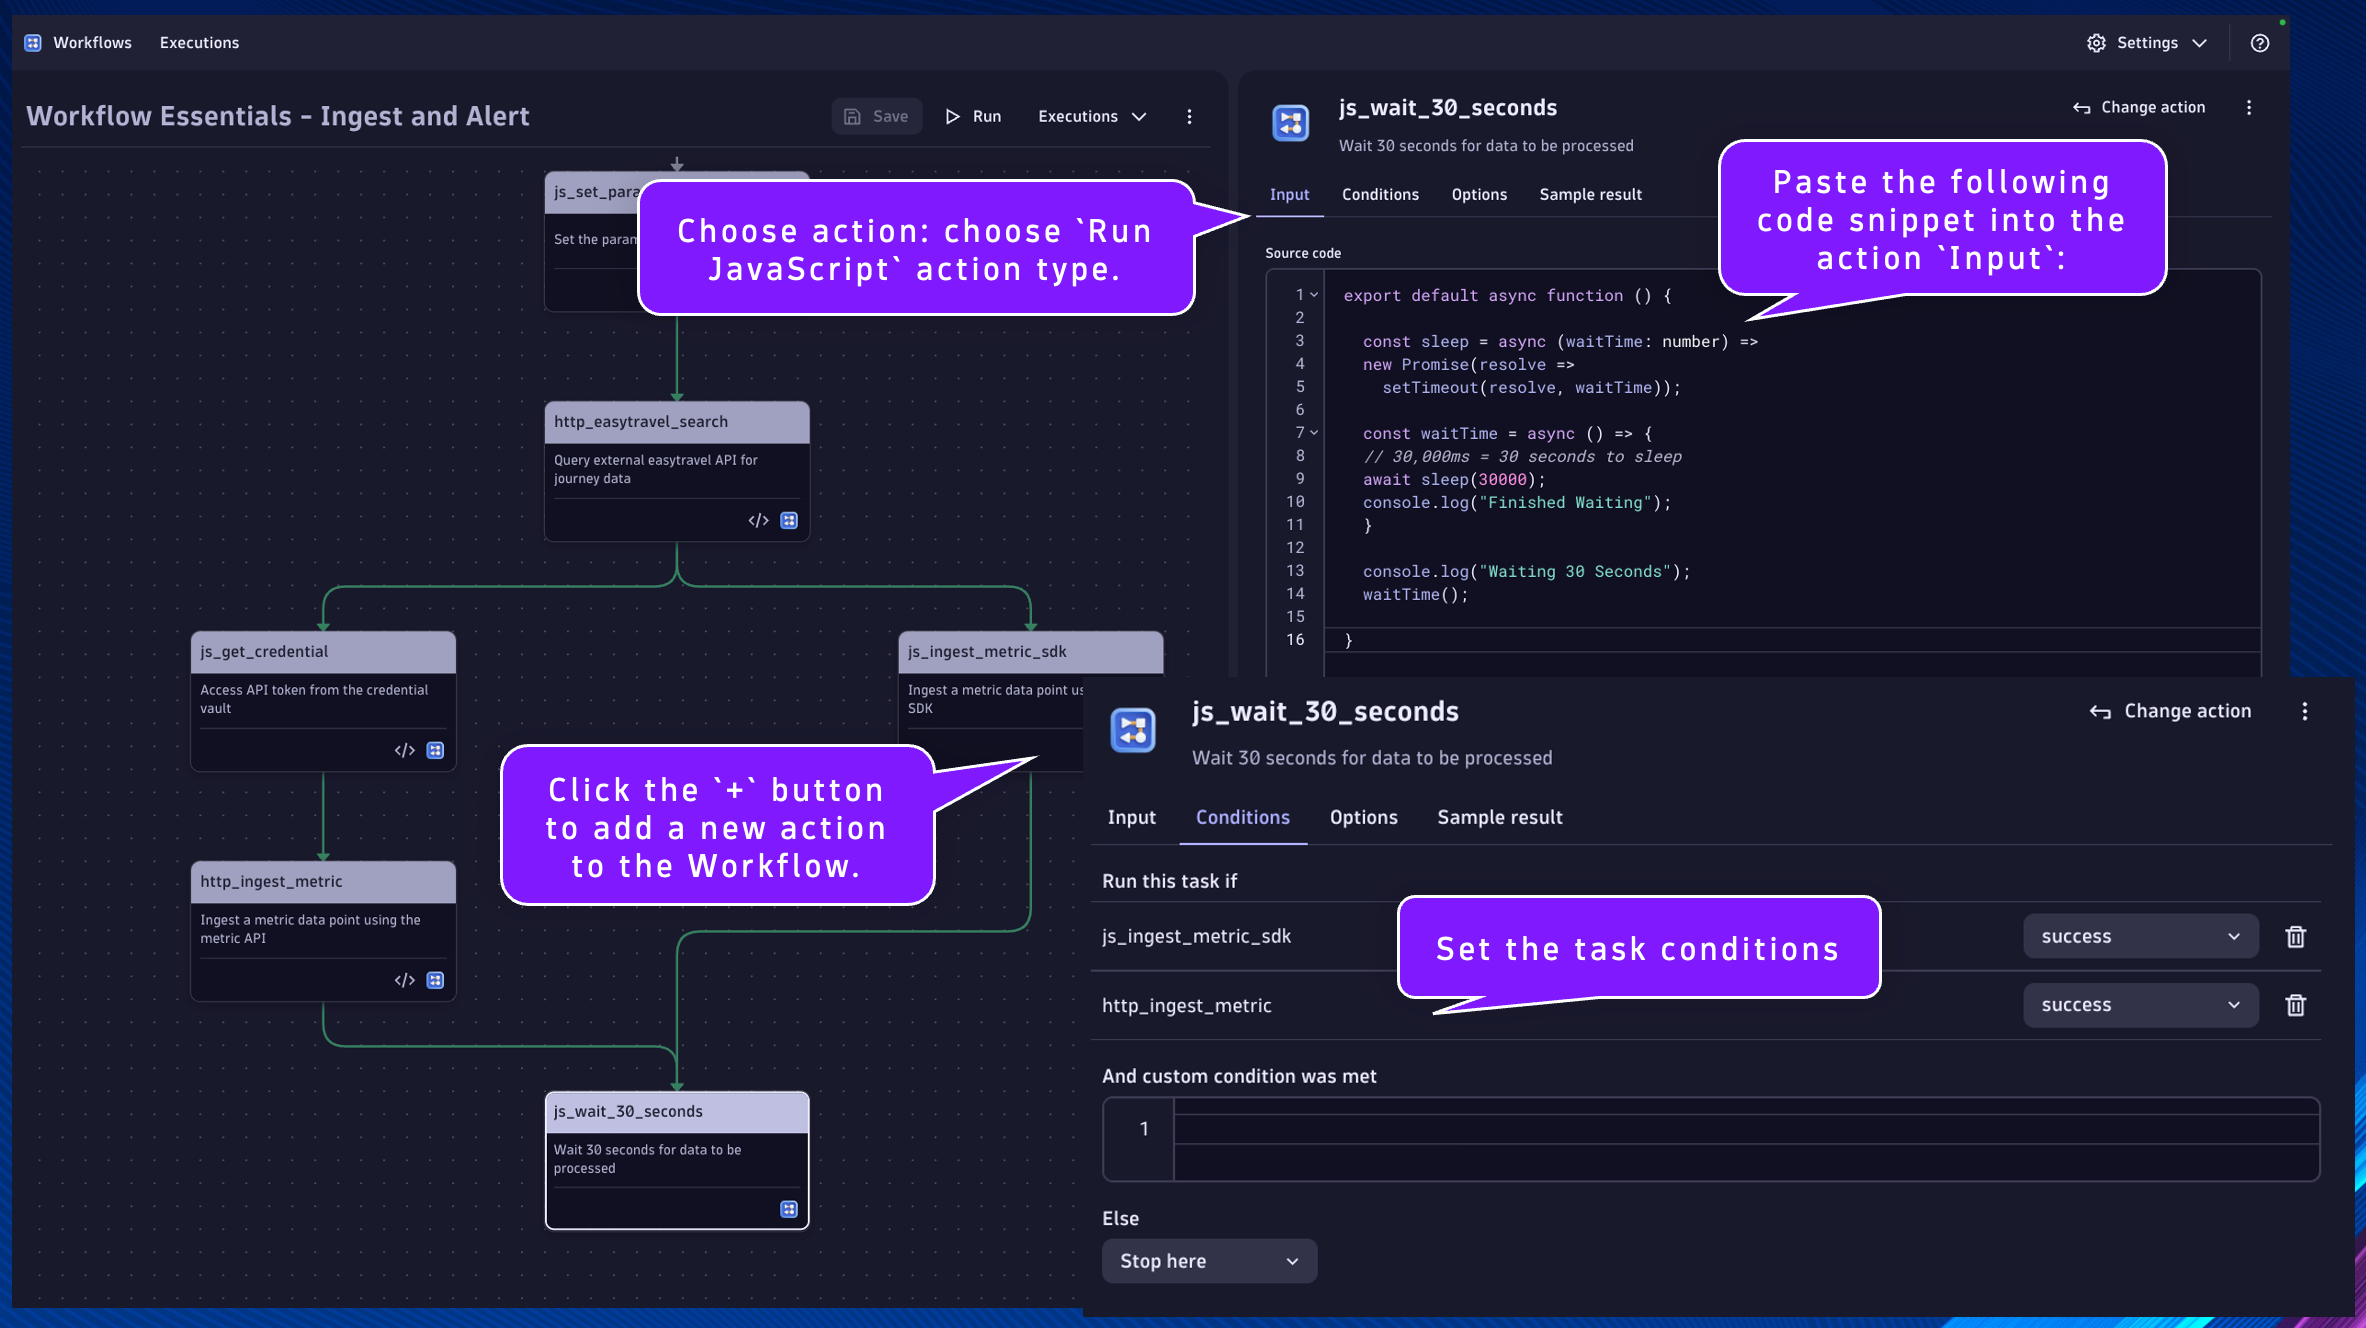 Workflows
Executions
Settings
Workflow Essentials - Ingest and Alert
Save
Run
Executions
js_set_para
Set the param
Choose action: choose `Run
JavaScript` action type.
http_easytravel_search
Query external easytravel API for
journey data
</>
js_get_credential
Access API token from the credential
vault
</>
js_ingest_metric_sdk
Ingest a metric data point us
SDK
Click the `+` button
to add a new action
to the Workflow.
http_ingest_metric
Ingest a metric data point using the
metric API
</>
js_wait_30_seconds
Wait 30 seconds for data to be
processed
js_wait_30_seconds
Wait 30 seconds for data to be processed
Change action
Input
Conditions
Options
Sample result
Paste the following
code snippet into the
action `Input`:
Source code
1 export default async function () {
2
3 const sleep = async (waitTime: number) =>
4 new Promise(resolve =>
5 setTimeout(resolve, waitTime));
6
7 const waitTime = async () => {
8 // 30,000ms = 30 seconds to sleep
9 await sleep(30000);
10 console.log("Finished Waiting");
11 }
12
13 console.log("Waiting 30 Seconds");
14 waitTime();
15
16 }
js_wait_30_seconds
Wait 30 seconds for data to be processed
Change action
Input
Conditions
Options
Sample result
Run this task if
js_ingest_metric_sdk
success
Set the task conditions
http_ingest_metric
success
And custom condition was met
1
Else
Stop here